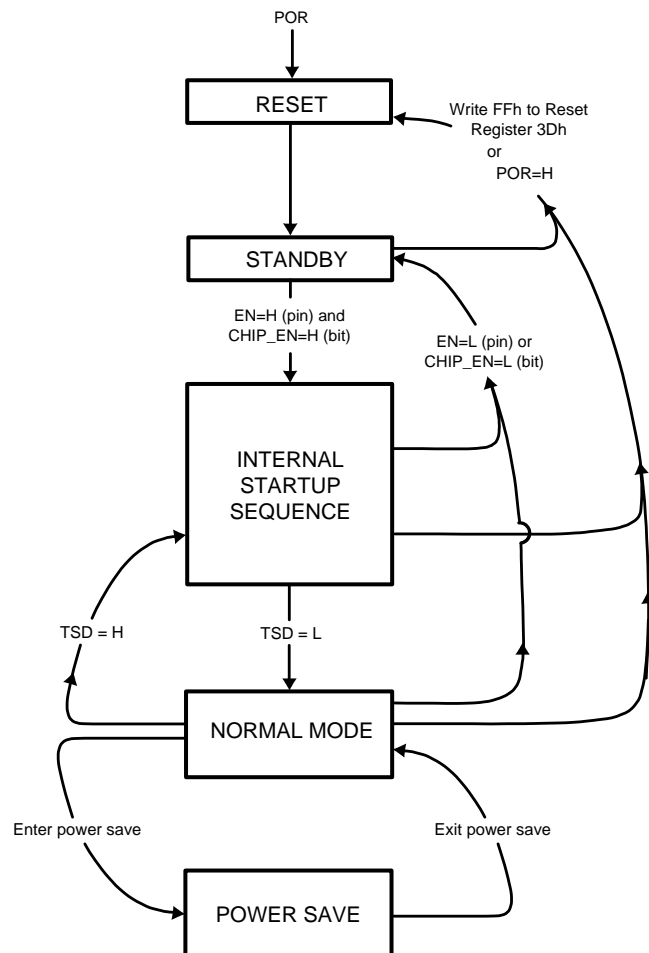 POR
RESET
Write FFh to Reset
Register 3Dh
or
POR=H
STANDBY
EN=H (pin) and
CHIP_EN=H (bit)
EN=L (pin) or
CHIP_EN=L (bit)
INTERNAL
STARTUP
SEQUENCE
TSD = H
TSD = L
NORMAL MODE
Enter power save
Exit power save
POWER SAVE